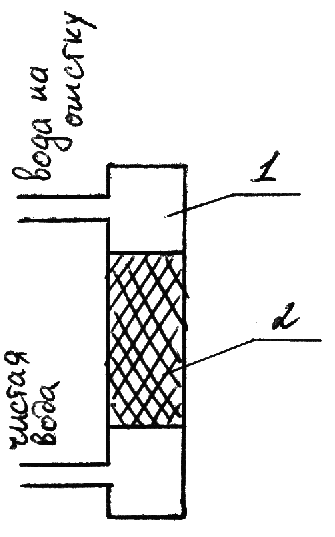 вода на
очистку
1
2
чистая
вода